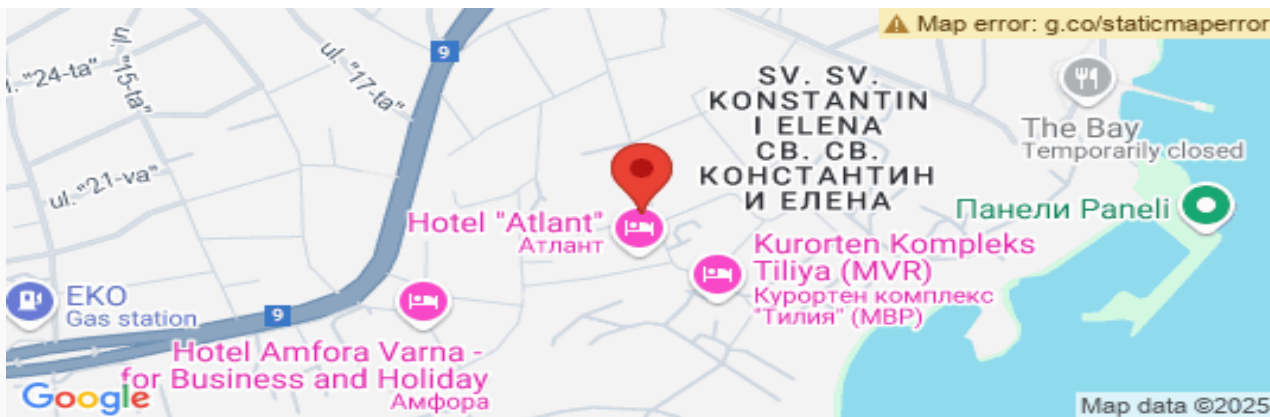 Map error: g.co/staticmaperror
9
ul. "24-ta"
ul. "15-ta"
ul. "17-ta"
ul. "21-va"
SV. SV.
KONSTANTIN
I ELENA
СВ. СВ.
КОНСТАНТИН
И ЕЛЕНА
The Bay
Temporarily closed
Панели Paneli
Hotel "Atlant"
Атлант
Kurorten Kompleks
Tiliya (MVR)
Курортен комплекс
"Тилия" (МВР)
EKO
Gas station
9
Hotel Amfora Varna -
for Business and Holiday
Амфора
Google
Map data ©2025